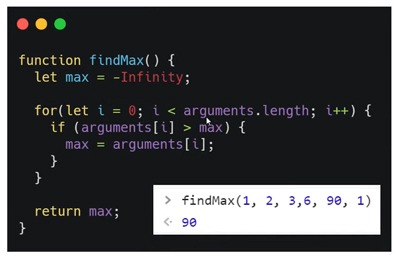 function findMax() {
let max = -Infinity;
for(let i = 0; i < arguments.length; i++) {
if (arguments[i] > max) {
max = arguments[i];
}
}
return max;
}
> findMax(1, 2, 3,6, 90, 1)
< 90